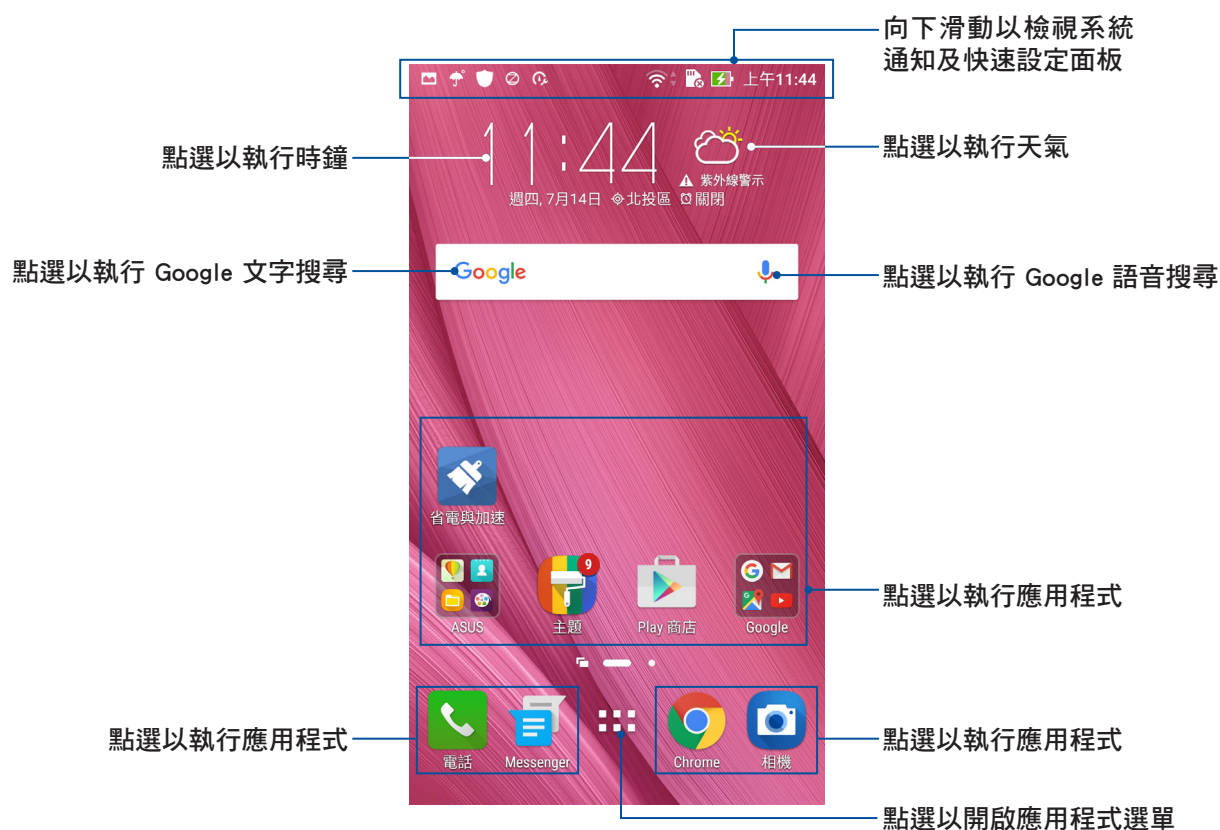 向下滑動以檢視系統
通知及快速設定面板
上午11:44
點選以執行時鐘
11:44
點選以執行天氣
紫外線警示
週四, 7月14日 北投區 關閉
點選以執行 Google 文字搜尋
Google
點選以執行 Google 語音搜尋
省電與加速
9
點選以執行應用程式
ASUS 主題 Play 商店 Google
點選以執行應用程式
點選以執行應用程式
電話 Messenger Chrome 相機
點選以開啟應用程式選單